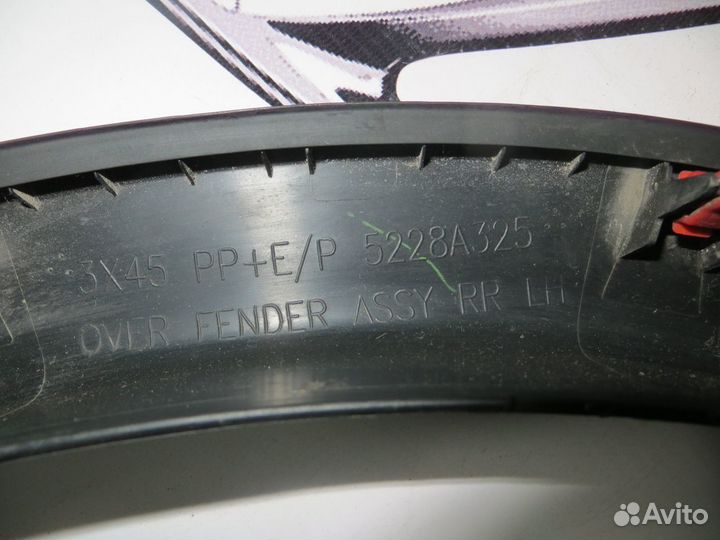 3X45 PP+E/P 5228A325
OVER FENDER ASSY RR LH
Avito